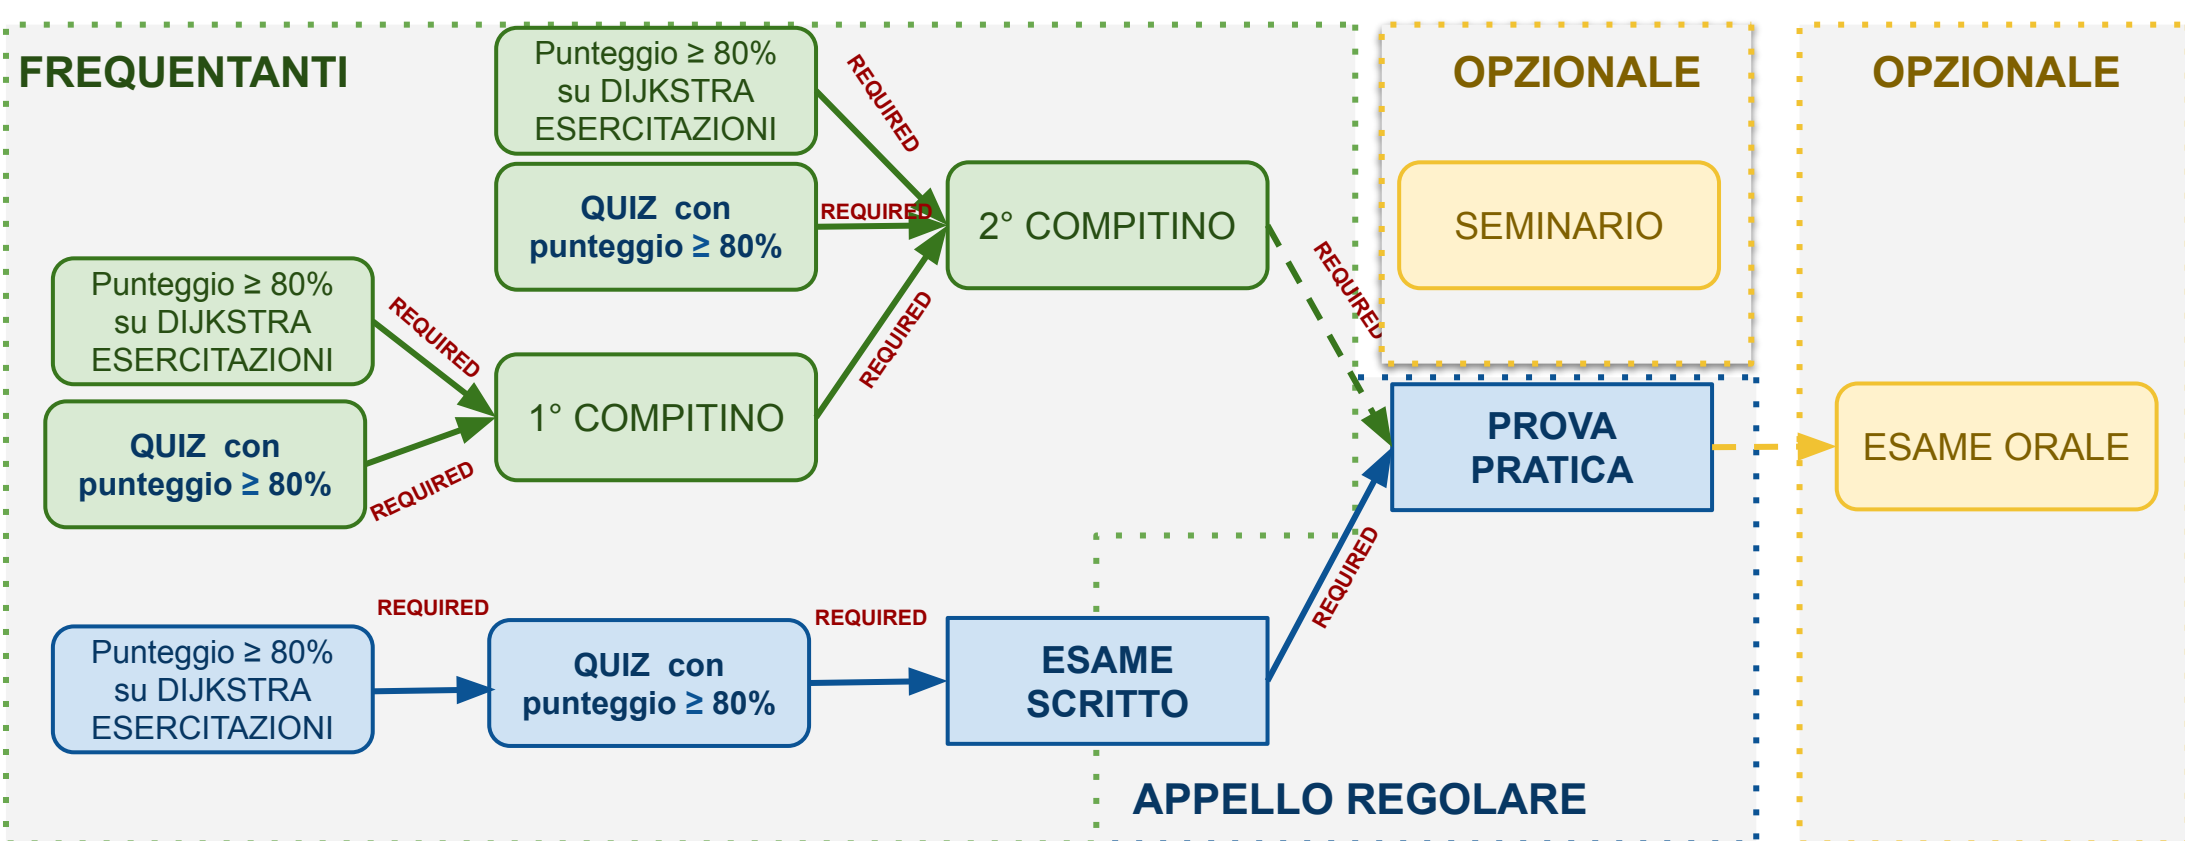 FREQUENTANTI
Punteggio ≥ 80%
su DIJKSTRA
ESERCITAZIONI
REQUIRED
QUIZ con
punteggio ≥ 80%
REQUIRED
2° COMPITINO
REQUIRED
OPZIONALE
SEMINARIO
OPZIONALE
Punteggio ≥ 80%
su DIJKSTRA
ESERCITAZIONI
REQUIRED
QUIZ con
punteggio ≥ 80%
REQUIRED
1° COMPITINO
REQUIRED
PROVA
PRATICA
ESAME ORALE
Punteggio ≥ 80%
su DIJKSTRA
ESERCITAZIONI
REQUIRED
QUIZ con
punteggio ≥ 80%
REQUIRED
ESAME
SCRITTO
REQUIRED
APPELLO REGOLARE